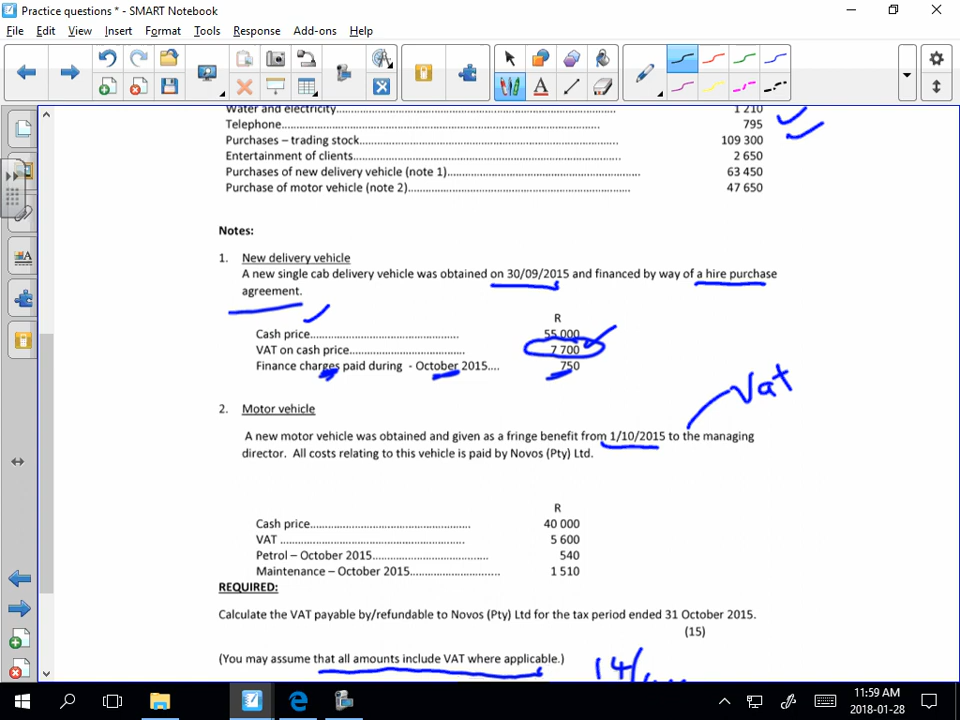 Practice questions * - SMART Notebook
File Edit View Insert Format Tools Response Add-ons Help
Water and electricity 1 210
Telephone 795
Purchases – trading stock 109 300
Entertainment of clients 2 650
Purchases of new delivery vehicle (note 1) 63 450
Purchase of motor vehicle (note 2) 47 650
Notes:
1. New delivery vehicle
A new single cab delivery vehicle was obtained on 30/09/2015 and financed by way of a hire purchase
agreement.
R
Cash price 55 000
VAT on cash price 7 700
Finance charges paid during - October 2015.... 750
Vat
2. Motor vehicle
A new motor vehicle was obtained and given as a fringe benefit from 1/10/2015 to the managing
director. All costs relating to this vehicle is paid by Novos (Pty) Ltd.
R
Cash price 40 000
VAT 5 600
Petrol – October 2015 540
Maintenance – October 2015 1 510
REQUIRED:
Calculate the VAT payable by/refundable to Novos (Pty) Ltd for the tax period ended 31 October 2015.
(15)
(You may assume that all amounts include VAT where applicable.)
14/
11:59 AM
2018-01-28